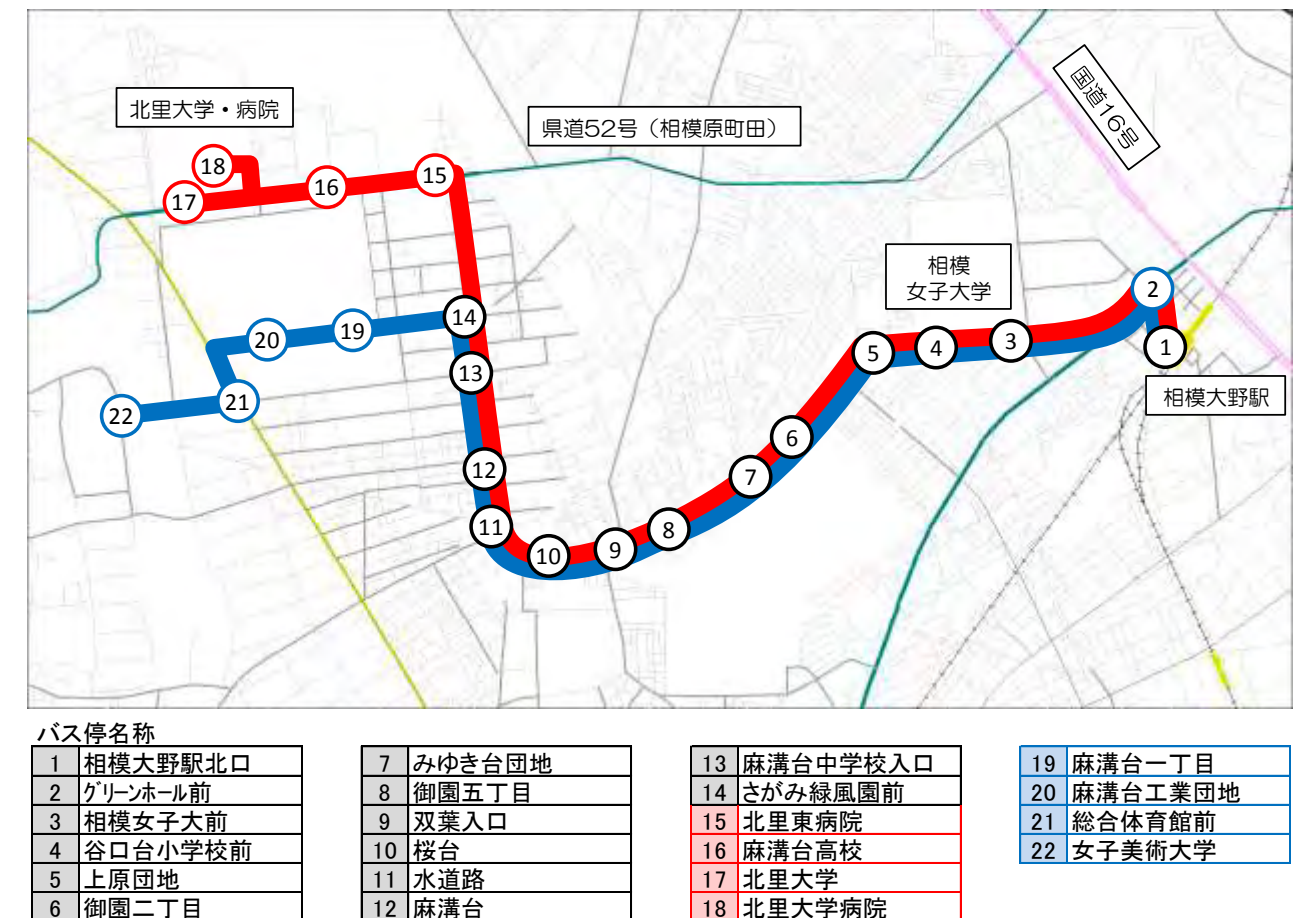 北里大学・病院
県道52号（相模原町田）
国道16号
相模
女子大学
相模大野駅
18
17
16
15
14
13
12
11
10
9
8
7
6
5
4
3
2
1
19
20
21
22
バス停名称
1 相模大野駅北口
2 グリーンホール前
3 相模女子大前
4 谷口台小学校前
5 上原団地
6 御園二丁目
7 みゆき台団地
8 御園五丁目
9 双葉入口
10 桜台
11 水道路
12 麻溝台
13 麻溝台中学校入口
14 さがみ緑風園前
15 北里東病院
16 麻溝台高校
17 北里大学
18 北里大学病院
19 麻溝台一丁目
20 麻溝台工業団地
21 総合体育館前
22 女子美術大学